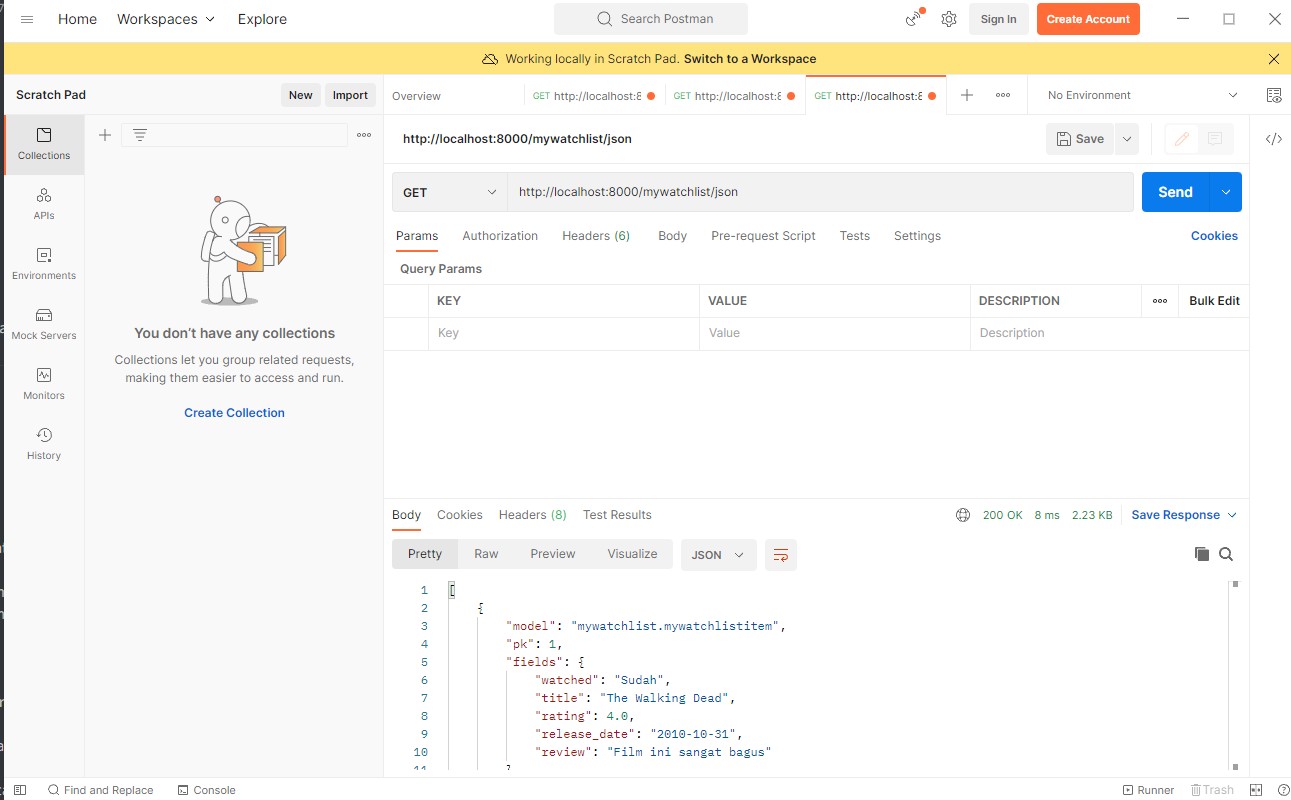 Home Workspaces Explore Search Postman Sign In Create Account
Working locally in Scratch Pad. Switch to a Workspace
Scratch Pad New Import
Overview GET http://localhost:8 GET http://localhost:8 GET http://localhost:8 No Environment
Collections
APIs
Environments
Mock Servers
Monitors
History
You don't have any collections
Collections let you group related requests,
making them easier to access and run.
Create Collection
http://localhost:8000/mywatchlist/json Save
GET http://localhost:8000/mywatchlist/json Send
Params Authorization Headers (6) Body Pre-request Script Tests Settings Cookies
Query Params
KEY VALUE DESCRIPTION Bulk Edit
Key Value Description
Body Cookies Headers (8) Test Results 200 OK 8 ms 2.23 KB Save Response
Pretty Raw Preview Visualize JSON
1 [
2 {
3 "model": "mywatchlist.mywatchlistitem",
4 "pk": 1,
5 "fields": {
6 "watched": "Sudah",
7 "title": "The Walking Dead",
8 "rating": 4.0,
9 "release_date": "2010-10-31",
10 "review": "Film ini sangat bagus"
Find and Replace Console Runner Trash